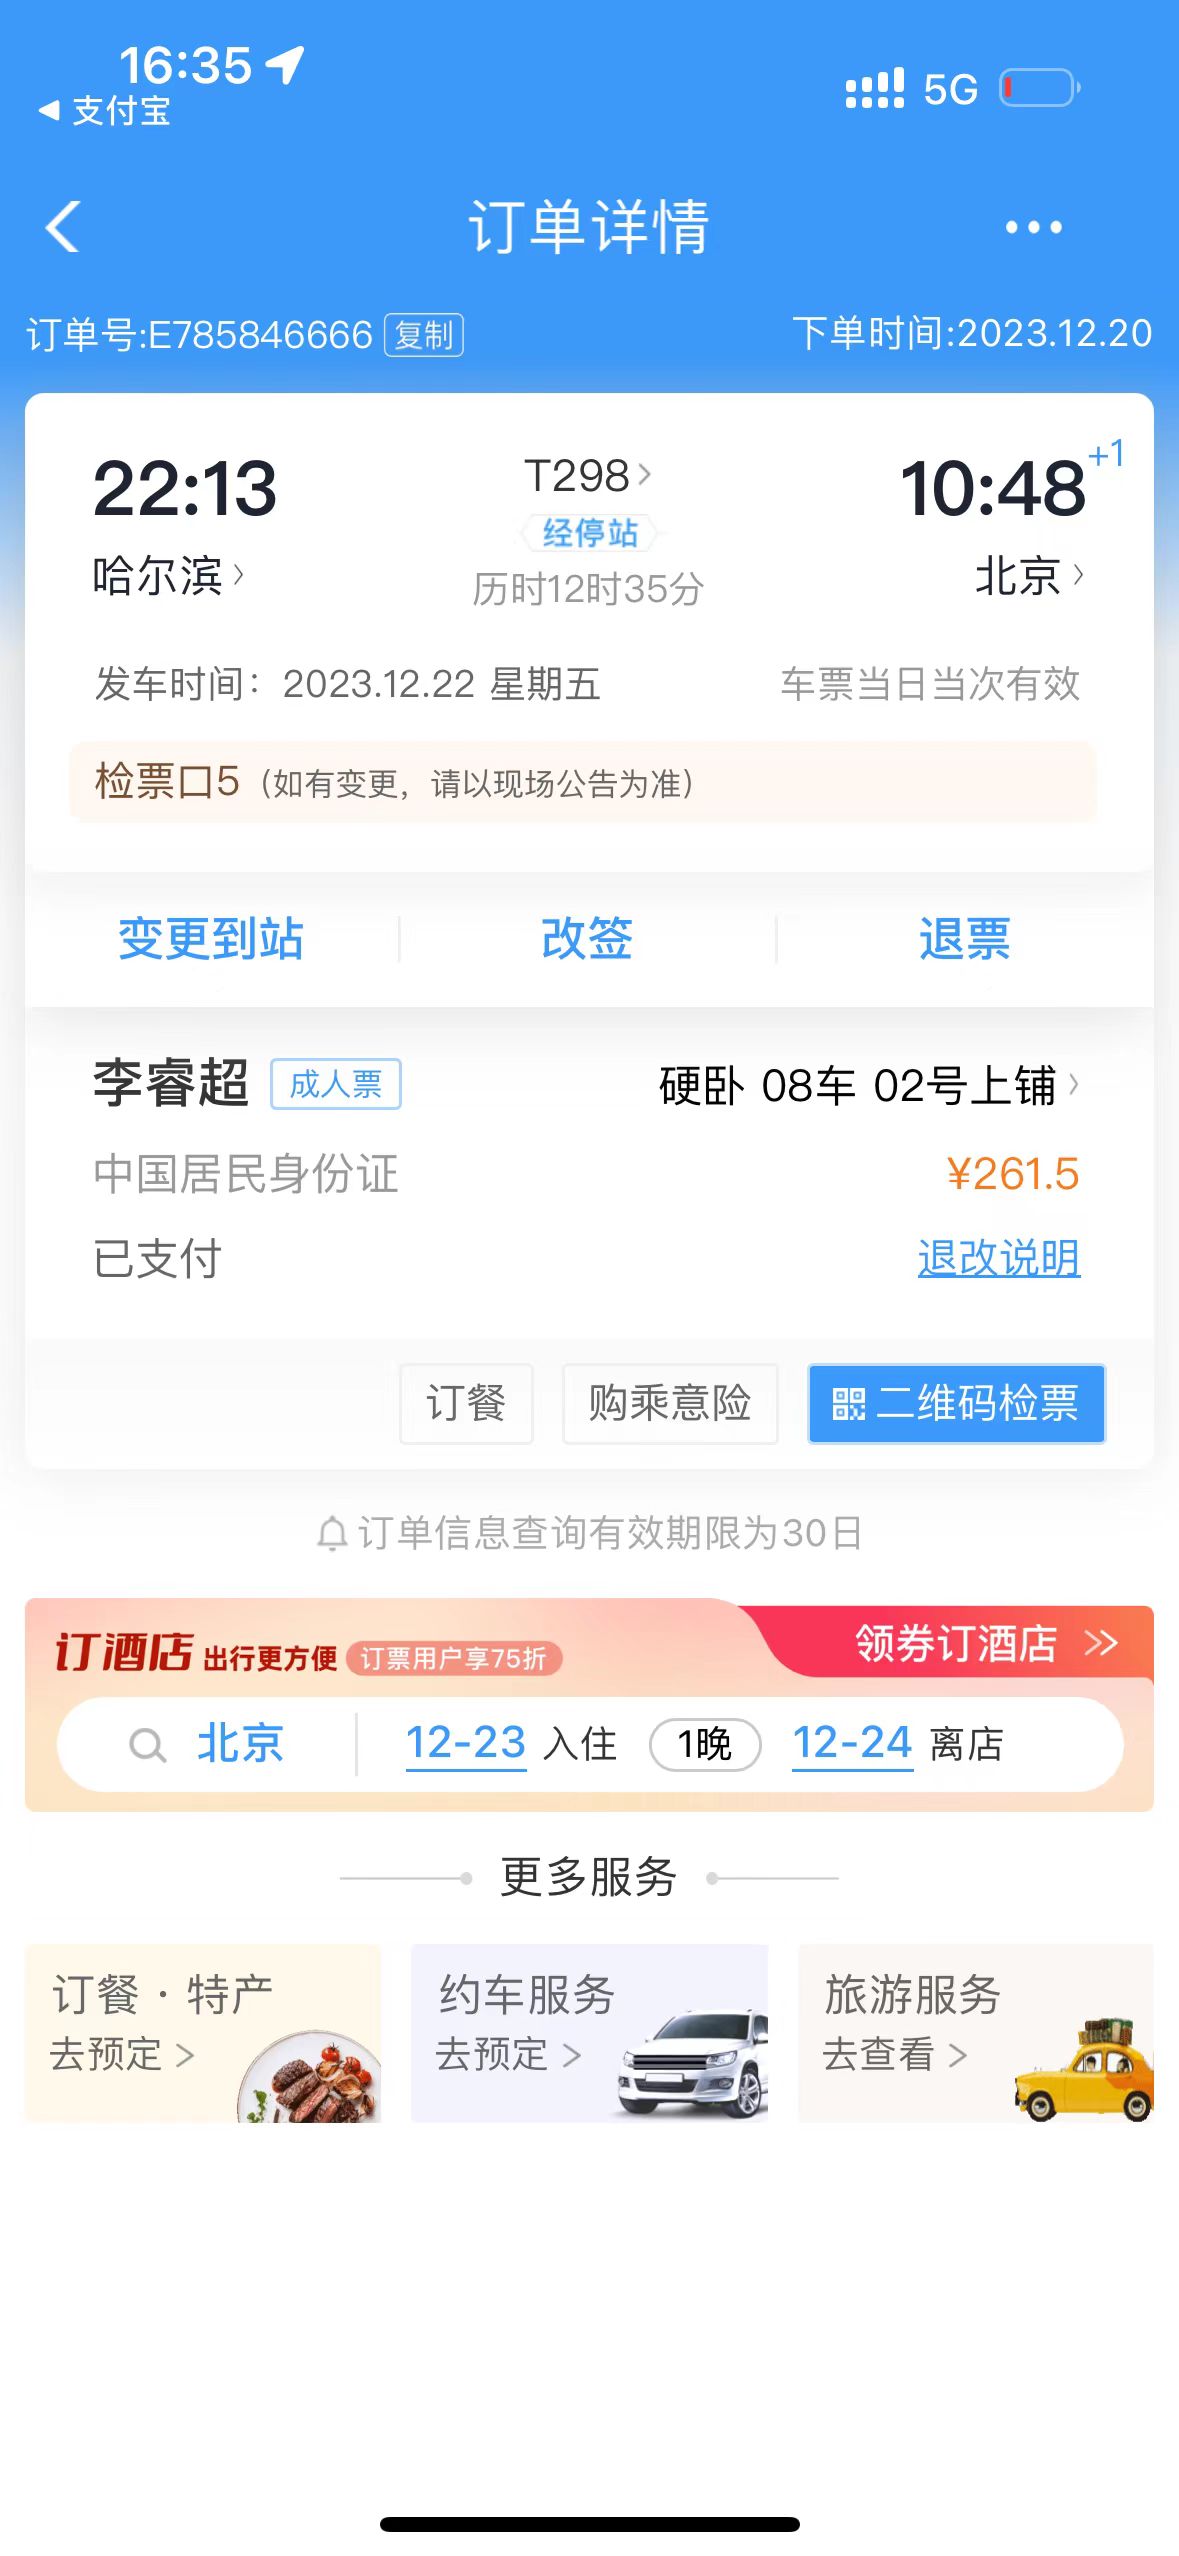 16:35
5G
支付宝
订单详情
订单号:E785846666 复制
下单时间:2023.12.20
22:13
T298
10:48 +1
经停站
哈尔滨
历时12时35分
北京
发车时间：2023.12.22 星期五
车票当日当次有效
检票口5（如有变更，请以现场公告为准）
变更到站
改签
退票
李睿超 成人票
硬卧 08车 02号上铺
中国居民身份证
¥261.5
已支付
退改说明
订餐
购乘意险
二维码检票
订单信息查询有效期限为30日
订酒店 出行更方便 订票用户享75折
领券订酒店
北京
12-23 入住
1晚
12-24 离店
更多服务
订餐 · 特产
约车服务
旅游服务
去预定
去预定
去查看